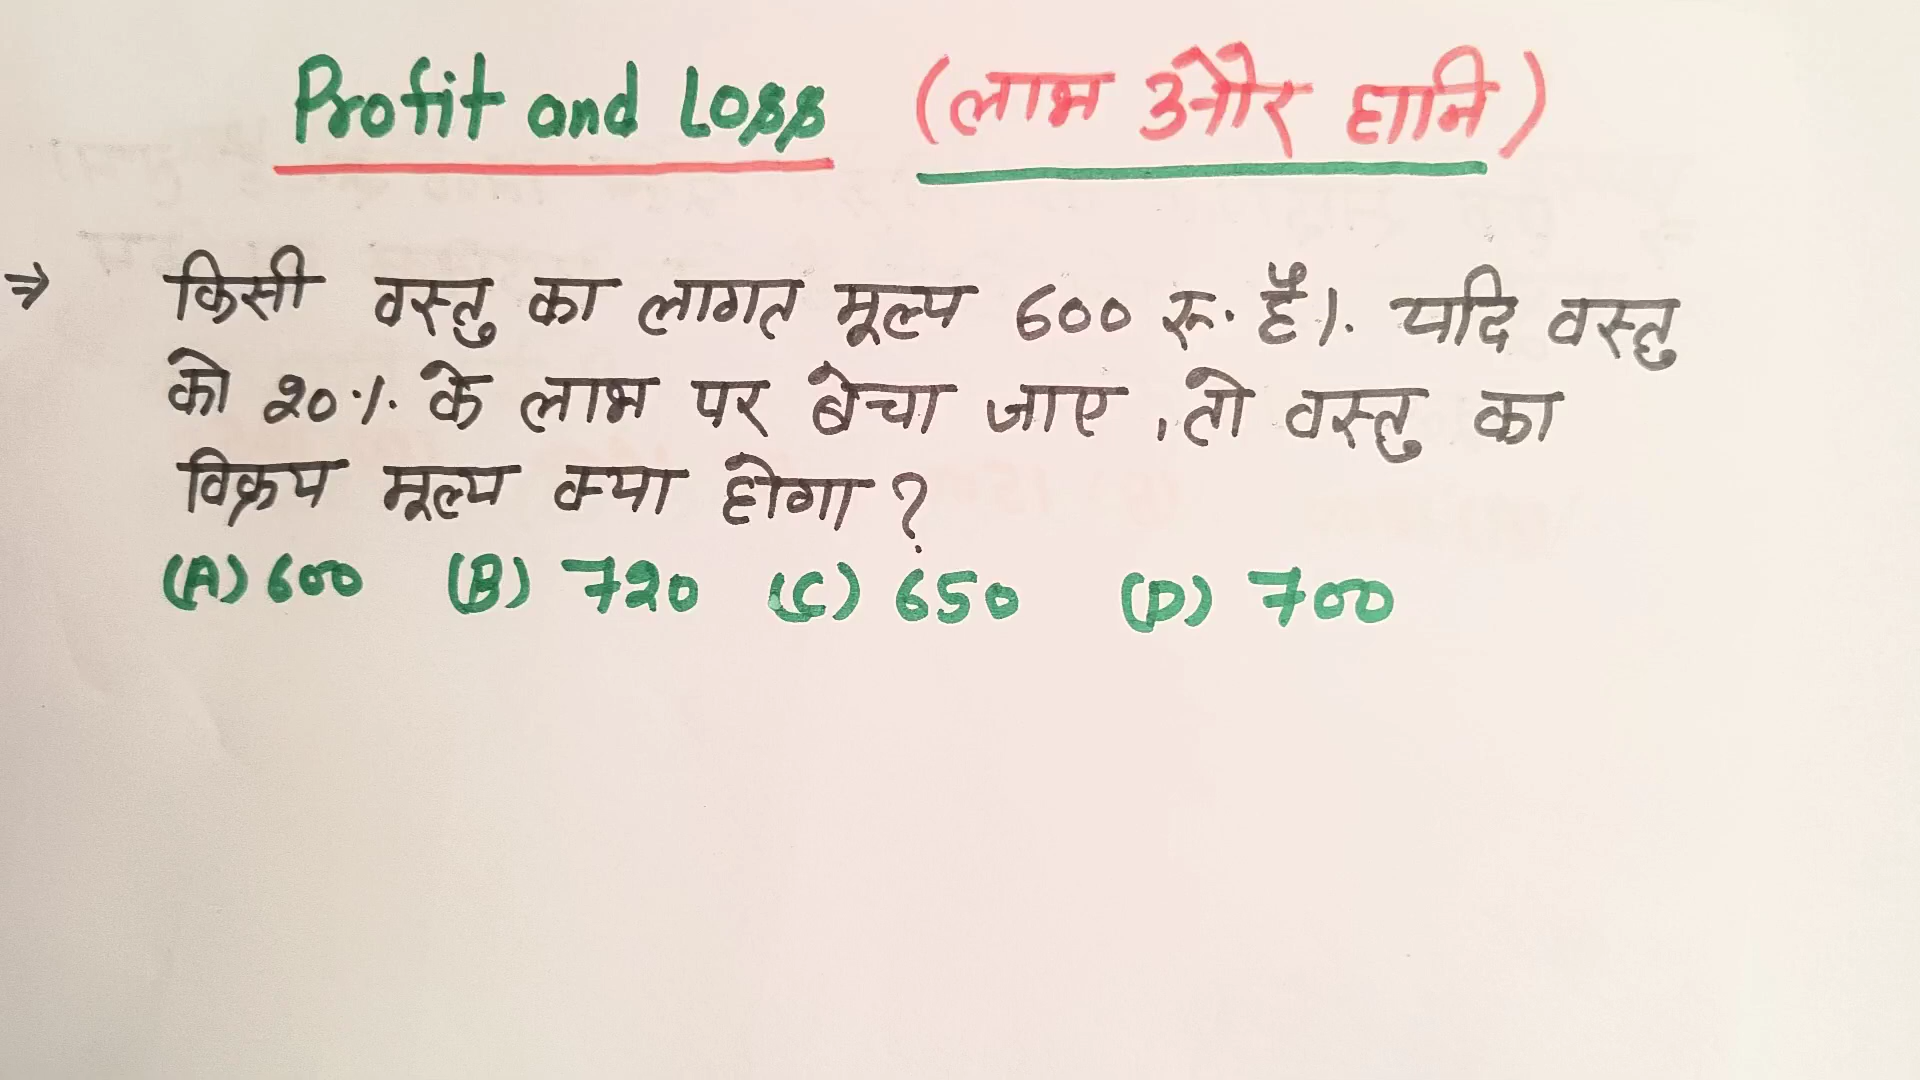 Profit and Loss (लाभ और हानि)
⇒ किसी वस्तु का लागत मूल्य 600 रू. है। यदि वस्तु
को 20% के लाभ पर बेचा जाए, तो वस्तु का
विक्रय मूल्य क्या होगा?
(A) 600 (B) 720 (C) 650 (D) 700